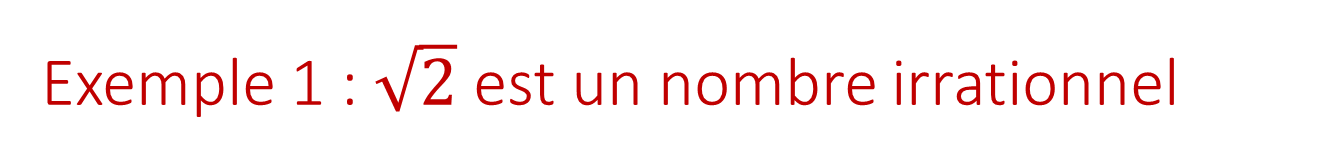 Exemple 1 : √2 est un nombre irrationnel